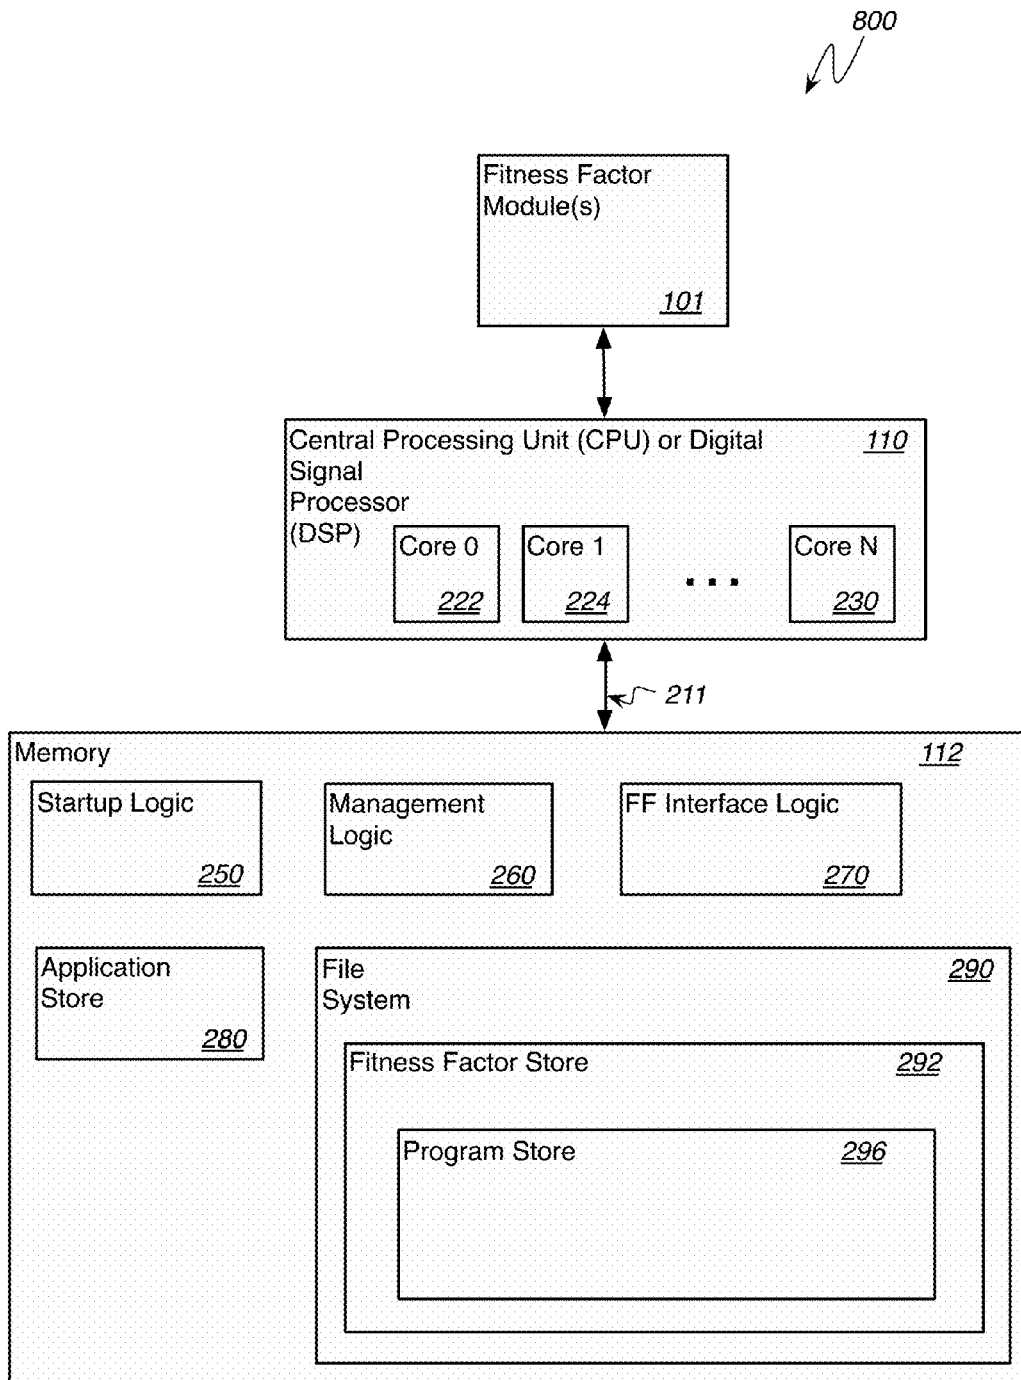 800
Fitness Factor
Module(s)
101
Central Processing Unit (CPU) or Digital 110
Signal
Processor
(DSP)
Core 0 Core 1 Core N
...
222 224 230
211
Memory 112
Startup Logic Management FF Interface Logic
Logic
250 260 270
Application File 290
Store System
280
Fitness Factor Store 292
Program Store 296